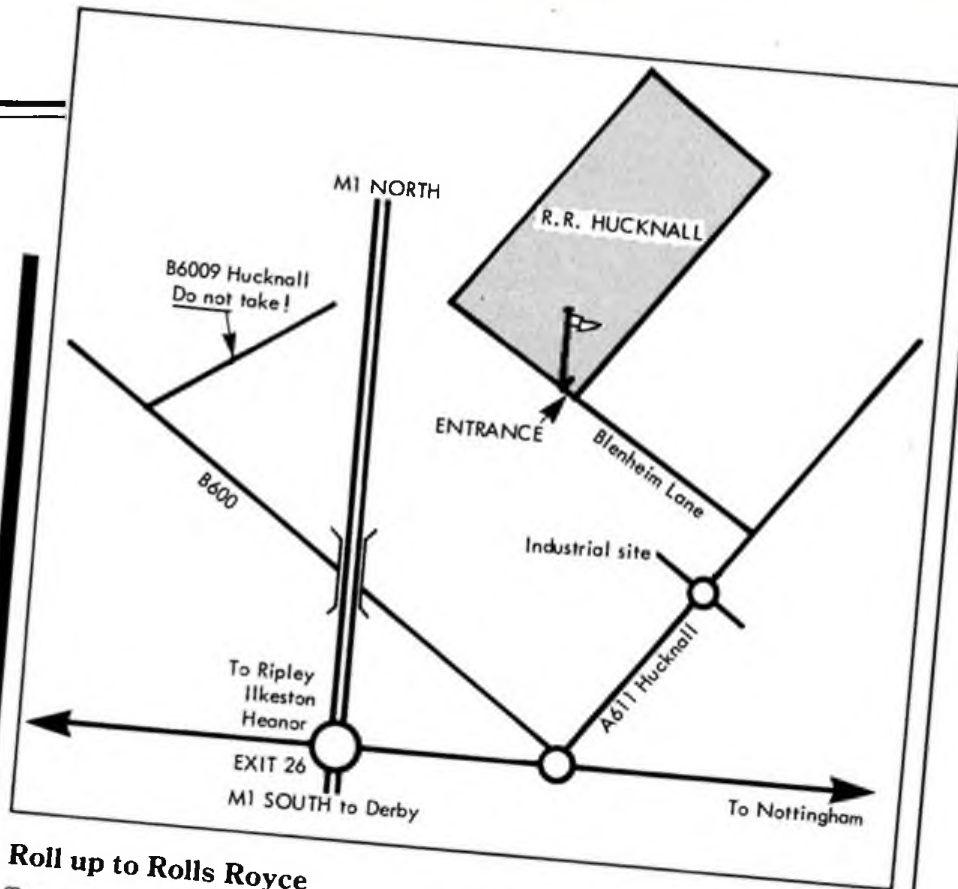 M1 NORTH
R.R. HUCKNALL
B6009 Hucknall
Do not take!
ENTRANCE
B600
Blenheim Lane
Industrial site
A611 Hucknall
To Ripley
Ilkeston
Heanor
EXIT 26
M1 SOUTH to Derby
To Nottingham
Roll up to Rolls Royce